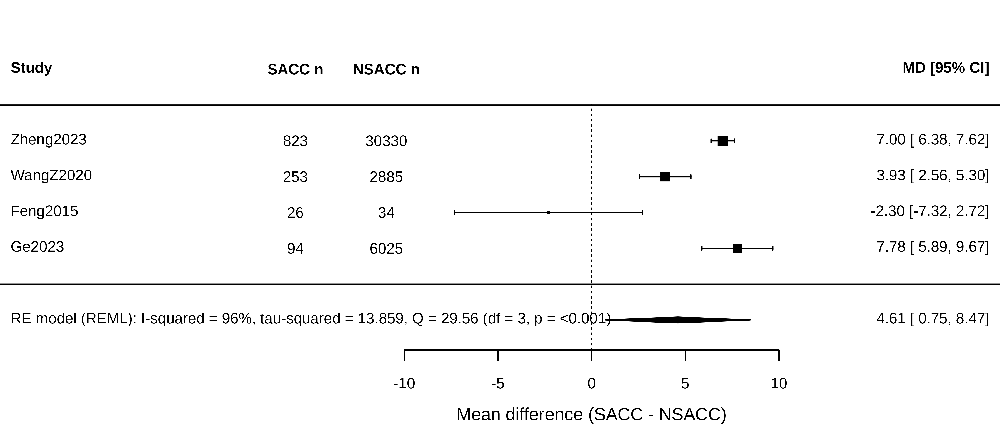 Study SACC n NSACC n MD [95% CI]
Zheng2023 823 30330 7.00 [ 6.38, 7.62]
WangZ2020 253 2885 3.93 [ 2.56, 5.30]
Feng2015 26 34 -2.30 [-7.32, 2.72]
Ge2023 94 6025 7.78 [ 5.89, 9.67]
RE model (REML): I-squared = 96%, tau-squared = 13.859, Q = 29.56 (df = 3, p = <0.001) 4.61 [ 0.75, 8.47]
-10 -5 0 5 10
Mean difference (SACC - NSACC)